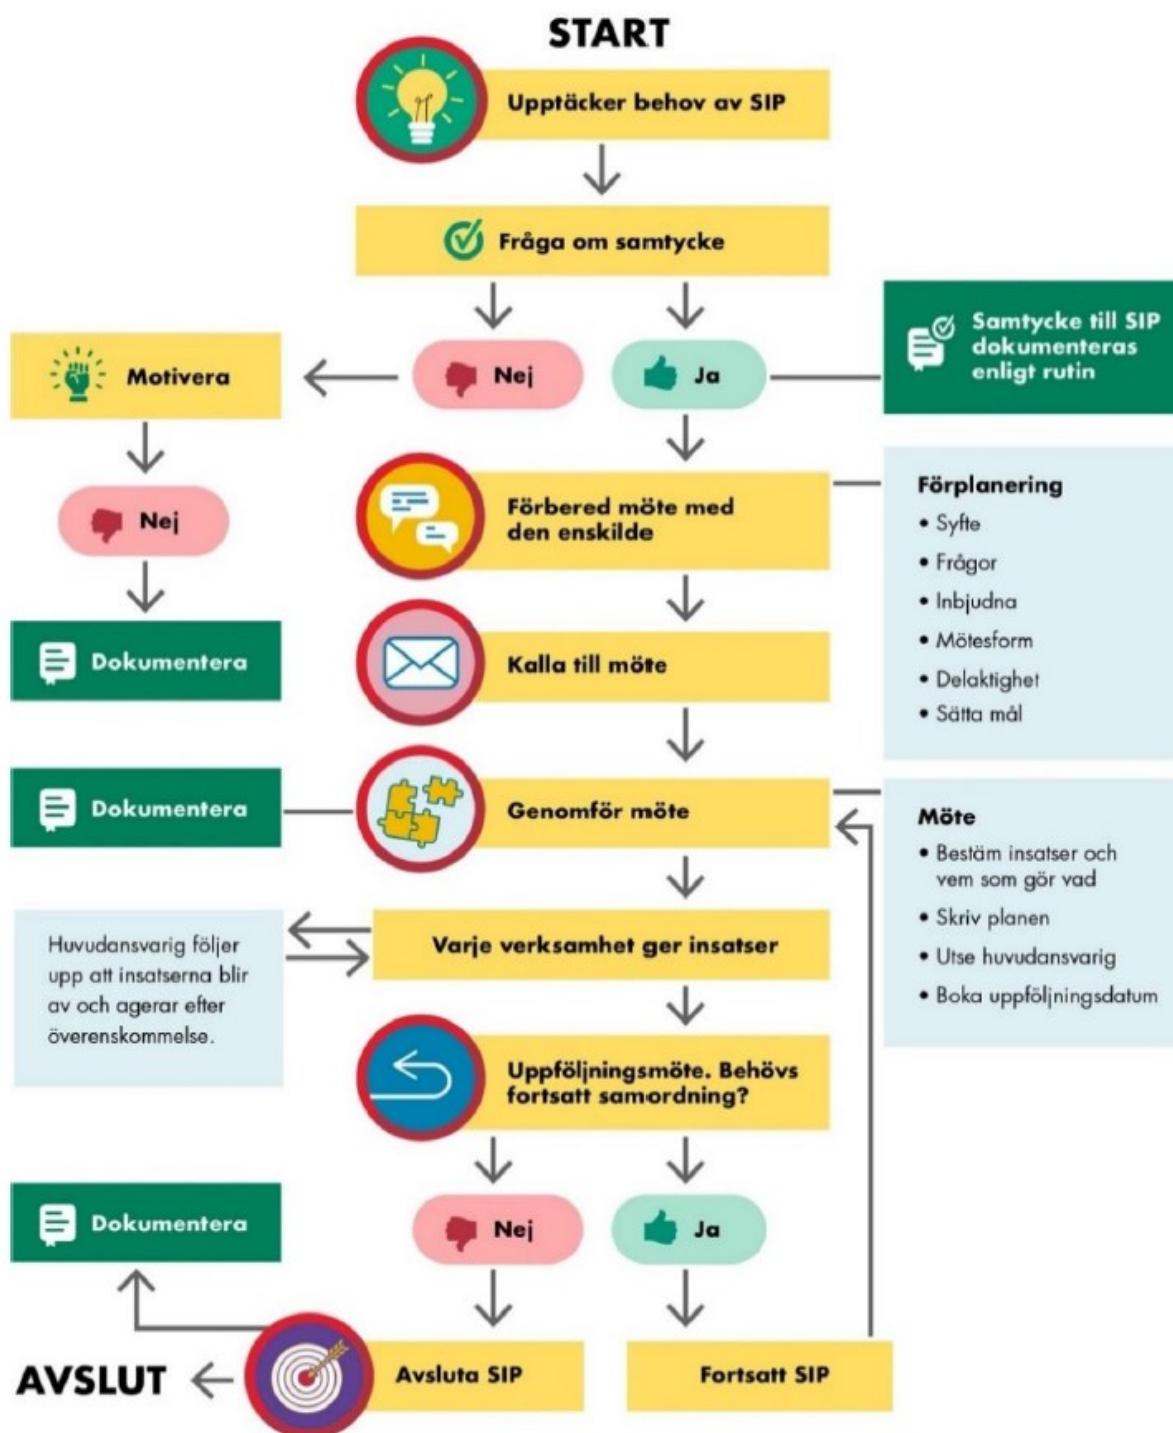 START
Upptäcker behov av SIP
Fråga om samtycke
Nej
Ja
Samtycke till SIP
dokumenteras
enligt rutin
Motivera
Nej
Dokumentera
Förbered möte med
den enskilde
Förplanering
• Syfte
• Frågor
• Inbjudna
• Mötesform
• Delaktighet
• Sätta mål
Kalla till möte
Dokumentera
Genomför möte
Möte
• Bestäm insatser och
vem som gör vad
• Skriv planen
• Utse huvudansvarig
• Boka uppföljningsdatum
Varje verksamhet ger insatser
Huvudansvarig följer
upp att insatserna blir
av och agerar efter
överenskommelse.
Uppföljningsmöte. Behövs
fortsatt samordning?
Nej
Ja
Dokumentera
Avsluta SIP
Fortsatt SIP
AVSLUT